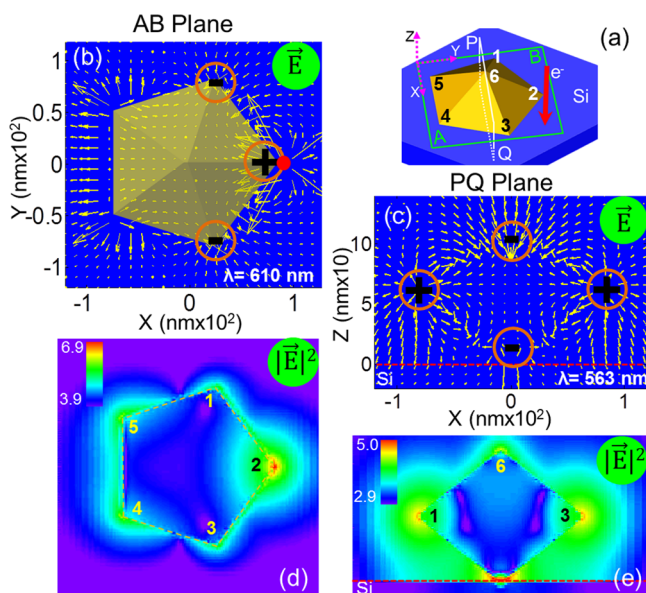 AB Plane
(b)
E⃗
1
0.5
0
-0.5
-1
Y (nmx10²)
λ= 610 nm
-1
0
1
X (nmx10²)
(a)
Z
Y
X
P
B
1
6
5
2
e-
4
3
A
Q
Si
PQ Plane
(c)
E⃗
10
5
0
Z (nmx10)
Si
λ= 563 nm
-1
0
1
X (nmx10²)
6.9
3.9
|E⃗|²
1
5
2
4
3
(d)
5.0
2.9
|E⃗|²
6
1
3
Si
(e)